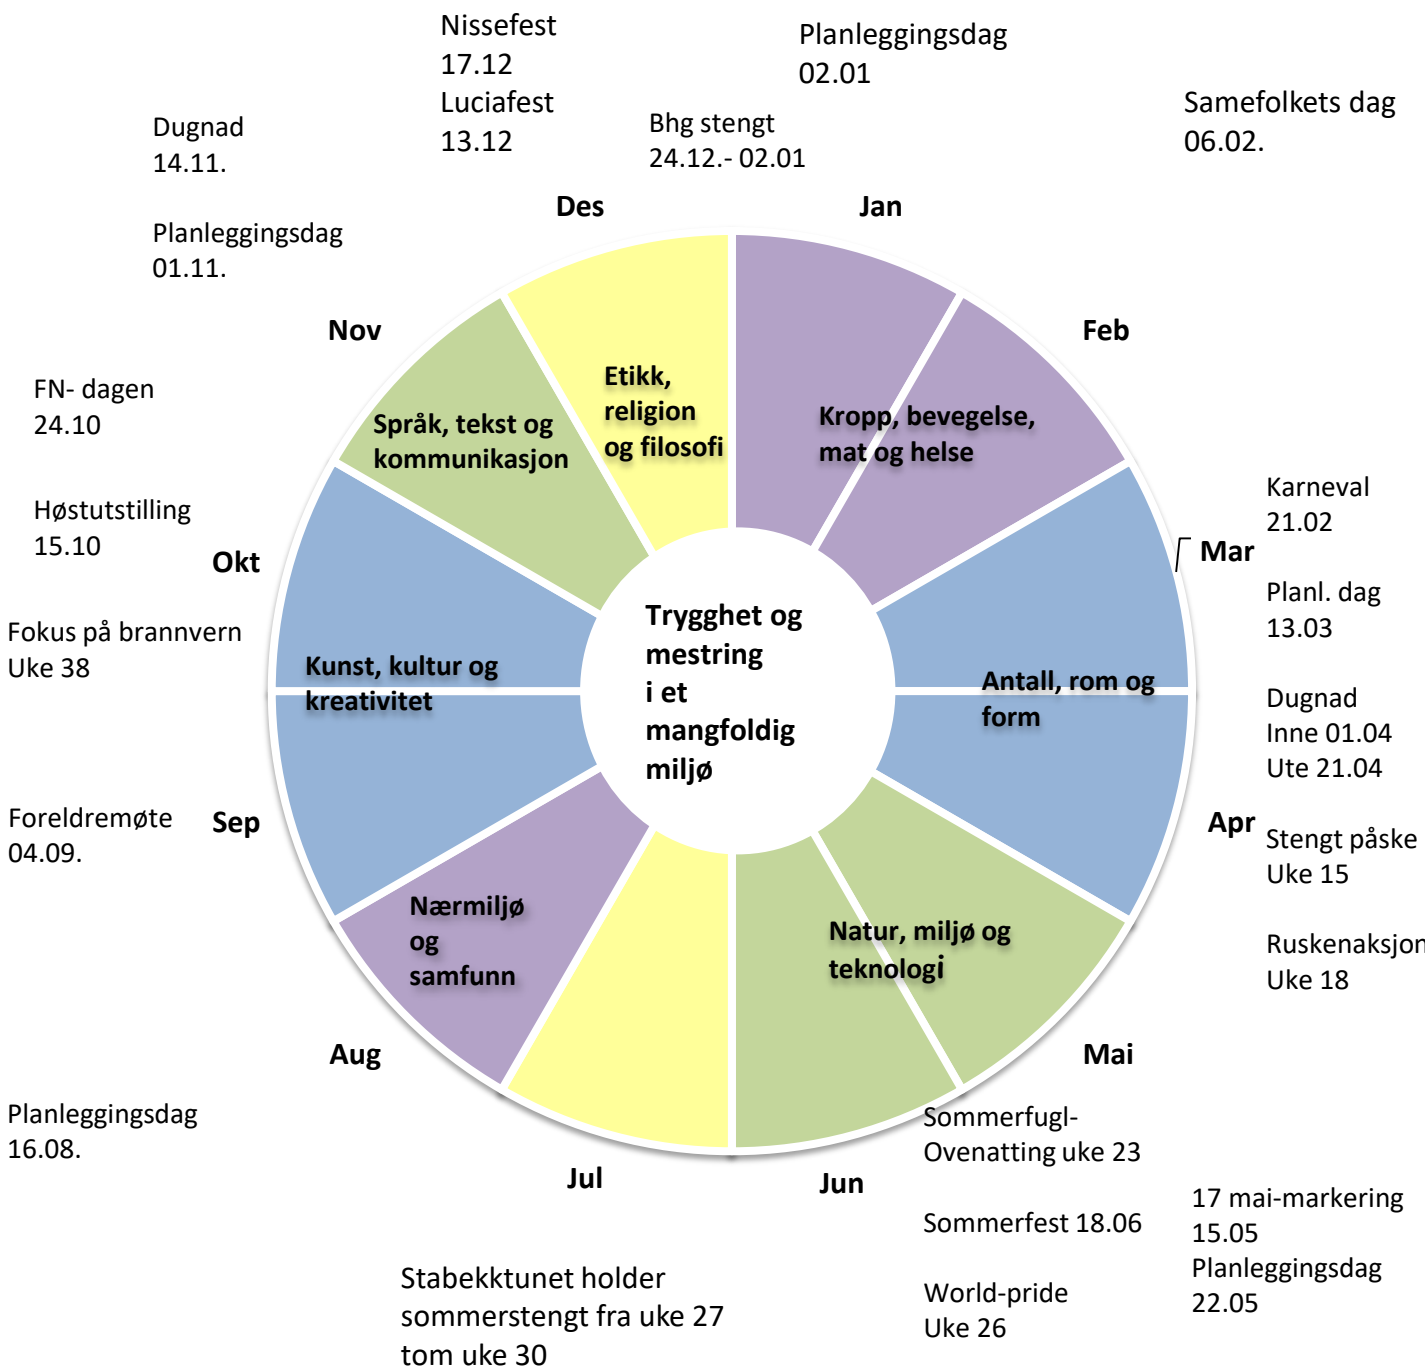 Nissefest
17.12
Luciafest
13.12
Planleggingsdag
02.01
Samefolkets dag
06.02.
Bhg stengt
24.12.- 02.01
Dugnad
14.11.
Planleggingsdag
01.11.
Des
Jan
Nov
Feb
FN- dagen
24.10
Høstutstilling
15.10
Okt
Fokus på brannvern
Uke 38
Foreldremøte
04.09.
Sep
Planleggingsdag
16.08.
Aug
Etikk,
religion
og filosofi
Språk, tekst og
kommunikasjon
Kropp, bevegelse,
mat og helse
Kunst, kultur og
kreativitet
Trygghet og
mestring
i et
mangfoldig
miljø
Antall, rom og
form
Nærmiljø
og
samfunn
Natur, miljø og
teknologi
Mar
Karneval
21.02
Planl. dag
13.03
Dugnad
Inne 01.04
Ute 21.04
Apr
Stengt påske
Uke 15
Ruskenaksjon
Uke 18
Mai
Jul
Jun
Sommerfugl-
Ovenatting uke 23
Sommerfest 18.06
World-pride
Uke 26
17 mai-markering
15.05
Planleggingsdag
22.05
Stabekktunet holder
sommerstengt fra uke 27
tom uke 30